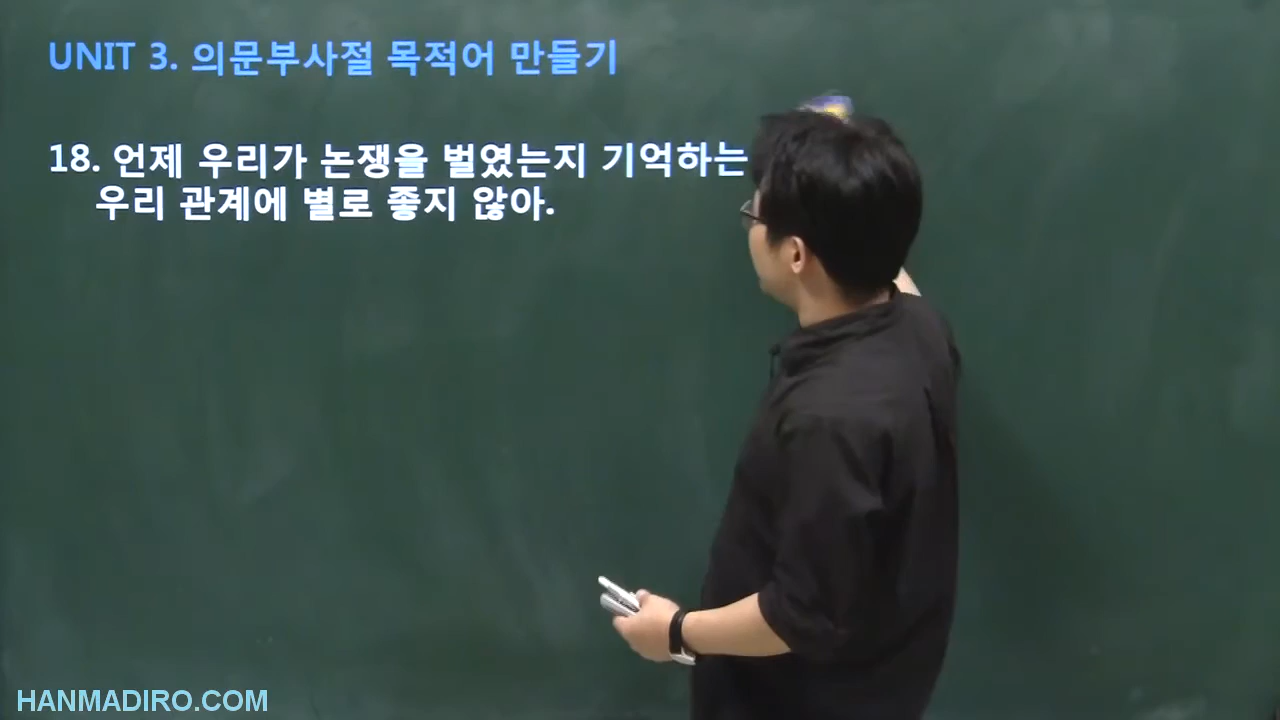 UNIT 3. 의문부사절 목적어 만들기
18. 언제 우리가 논쟁을 벌였는지 기억하는
우리 관계에 별로 좋지 않아.
HANMADIRO.COM